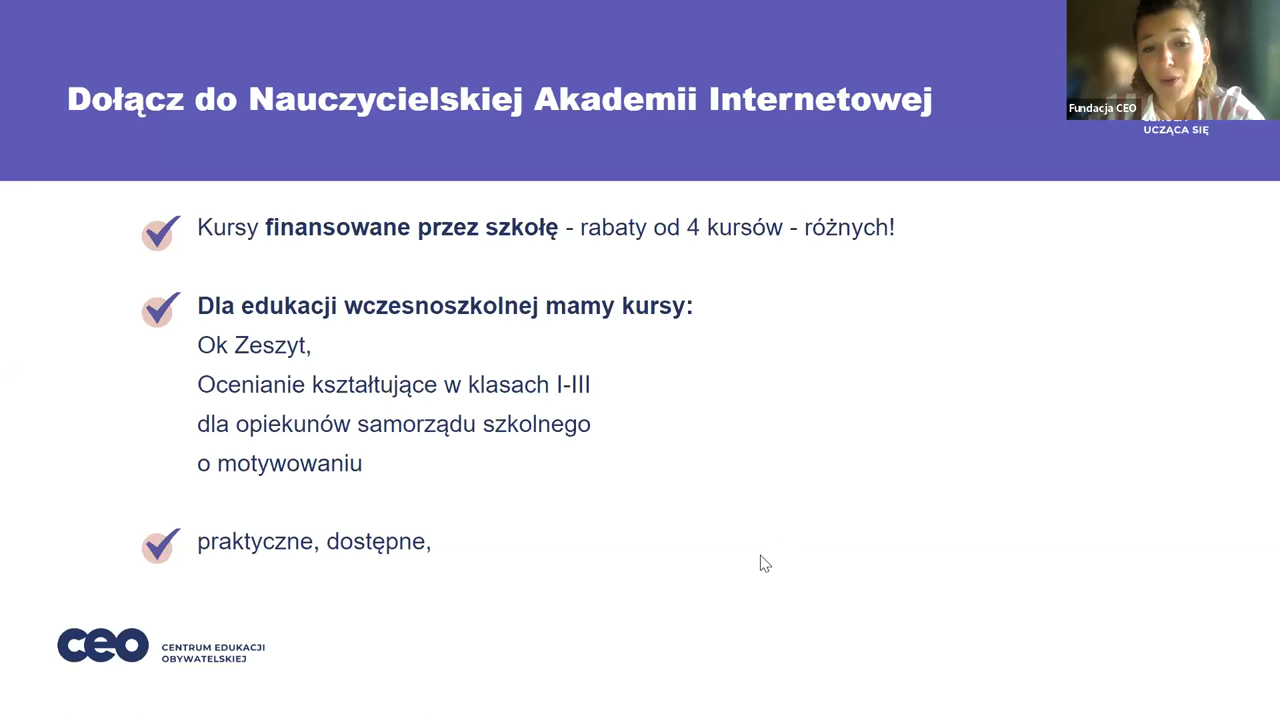 Dołącz do Nauczycielskiej Akademii Internetowej
Fundacja CEO
UCZĄCA SIĘ
Kursy finansowane przez szkołę - rabaty od 4 kursów - różnych!
Dla edukacji wczesnoszkolnej mamy kursy:
Ok Zeszyt,
Ocenianie kształtujące w klasach I-III
dla opiekunów samorządu szkolnego
o motywowaniu
praktyczne, dostępne,
ceo
CENTRUM EDUKACJI
OBYWATELSKIEJ